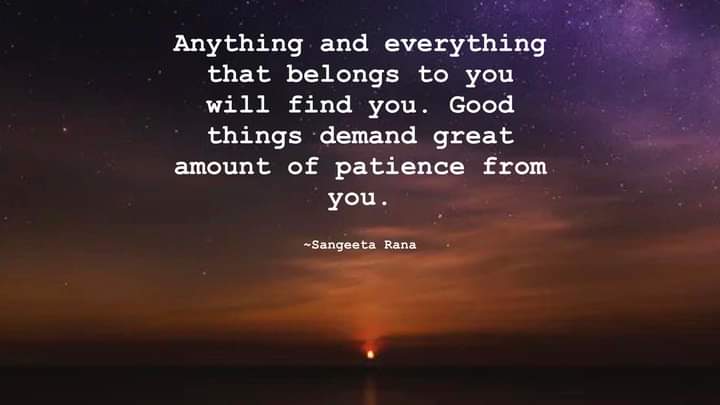 Anything and everything
that belongs to you
will find you. Good
things demand great
amount of patience from
you.
~Sangeeta Rana